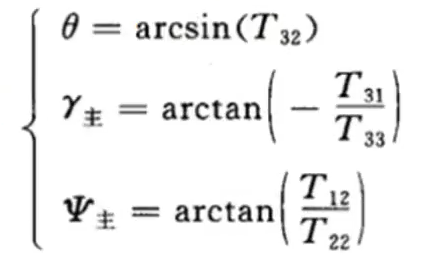 θ = arcsin(T₃₂)
γ主 = arctan(− T₃₁/T₃₃)
Ψ主 = arctan(T₁₂/T₂₂)